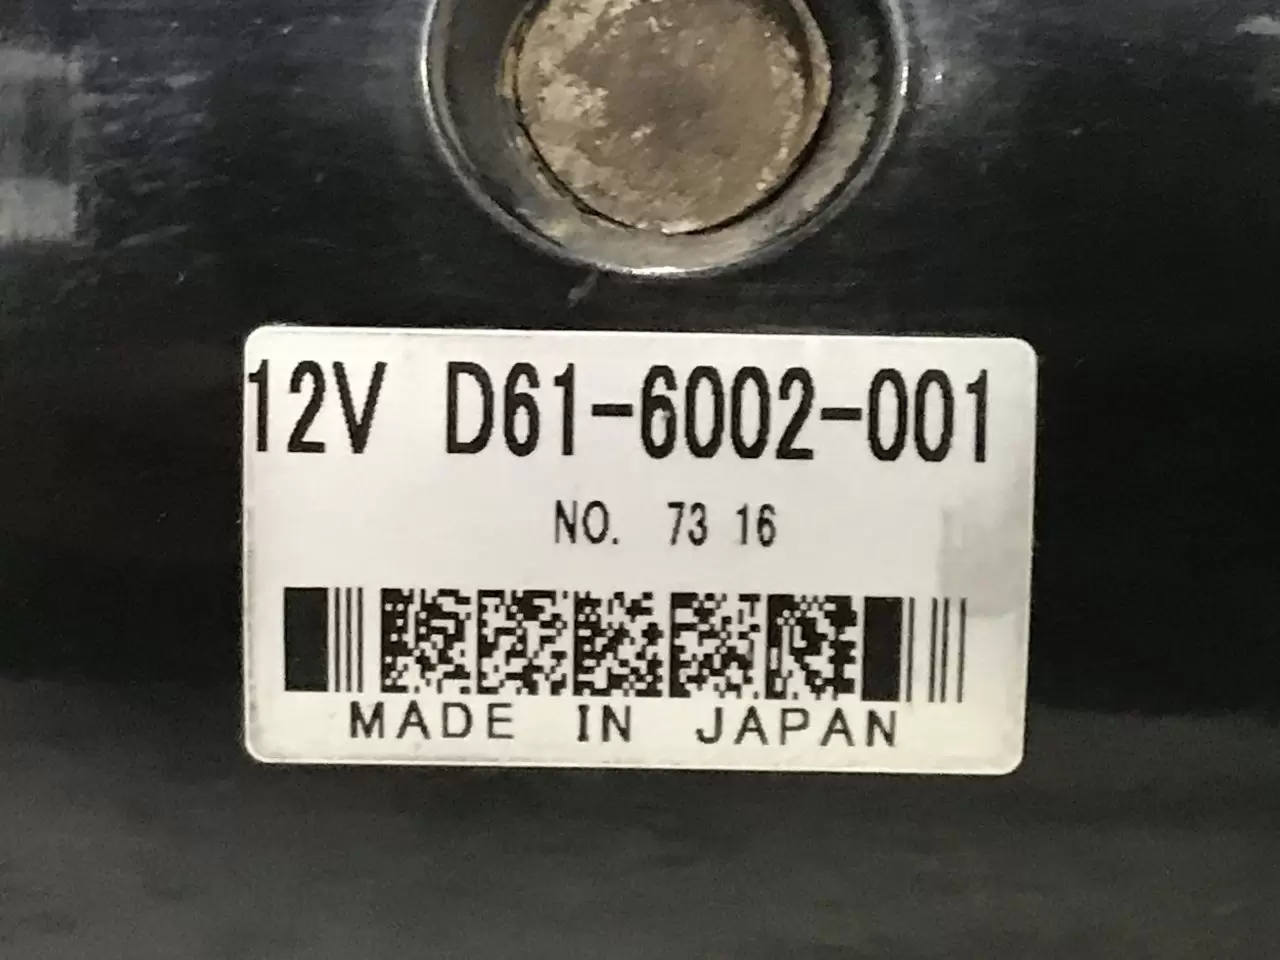 12V D61-6002-001
NO. 73 16
MADE IN JAPAN